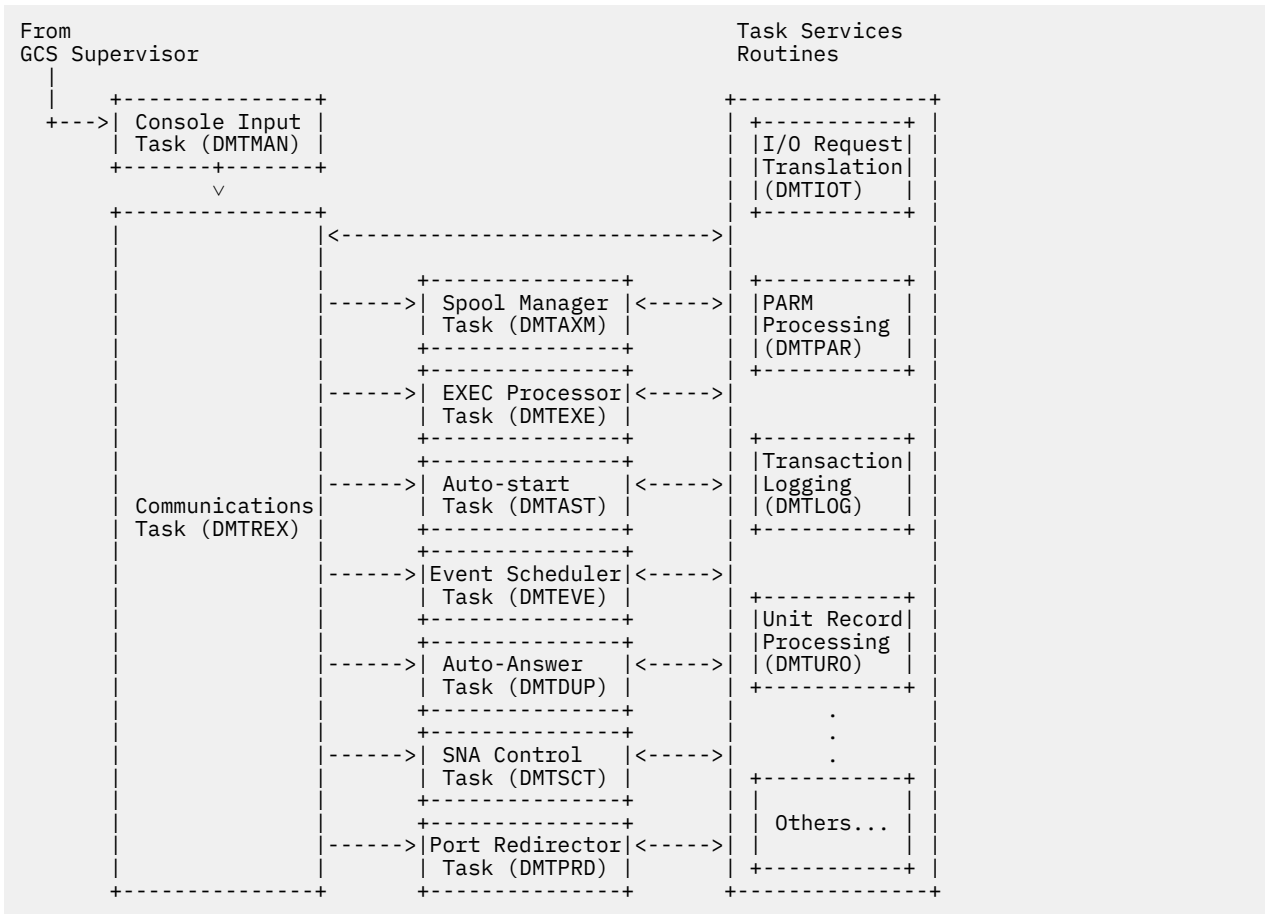 From Task Services
GCS Supervisor Routines
Console Input
Task (DMTMAN)
I/O Request
Translation
(DMTIOT)
Spool Manager
Task (DMTAXM)
PARM
Processing
(DMTPAR)
EXEC Processor
Task (DMTEXE)
Transaction
Logging
(DMTLOG)
Auto-start
Task (DMTAST)
Communications
Task (DMTREX)
Event Scheduler
Task (DMTEVE)
Unit Record
Processing
(DMTURO)
Auto-Answer
Task (DMTDUP)
.
.
.
SNA Control
Task (DMTSCT)
Others...
Port Redirector
Task (DMTPRD)